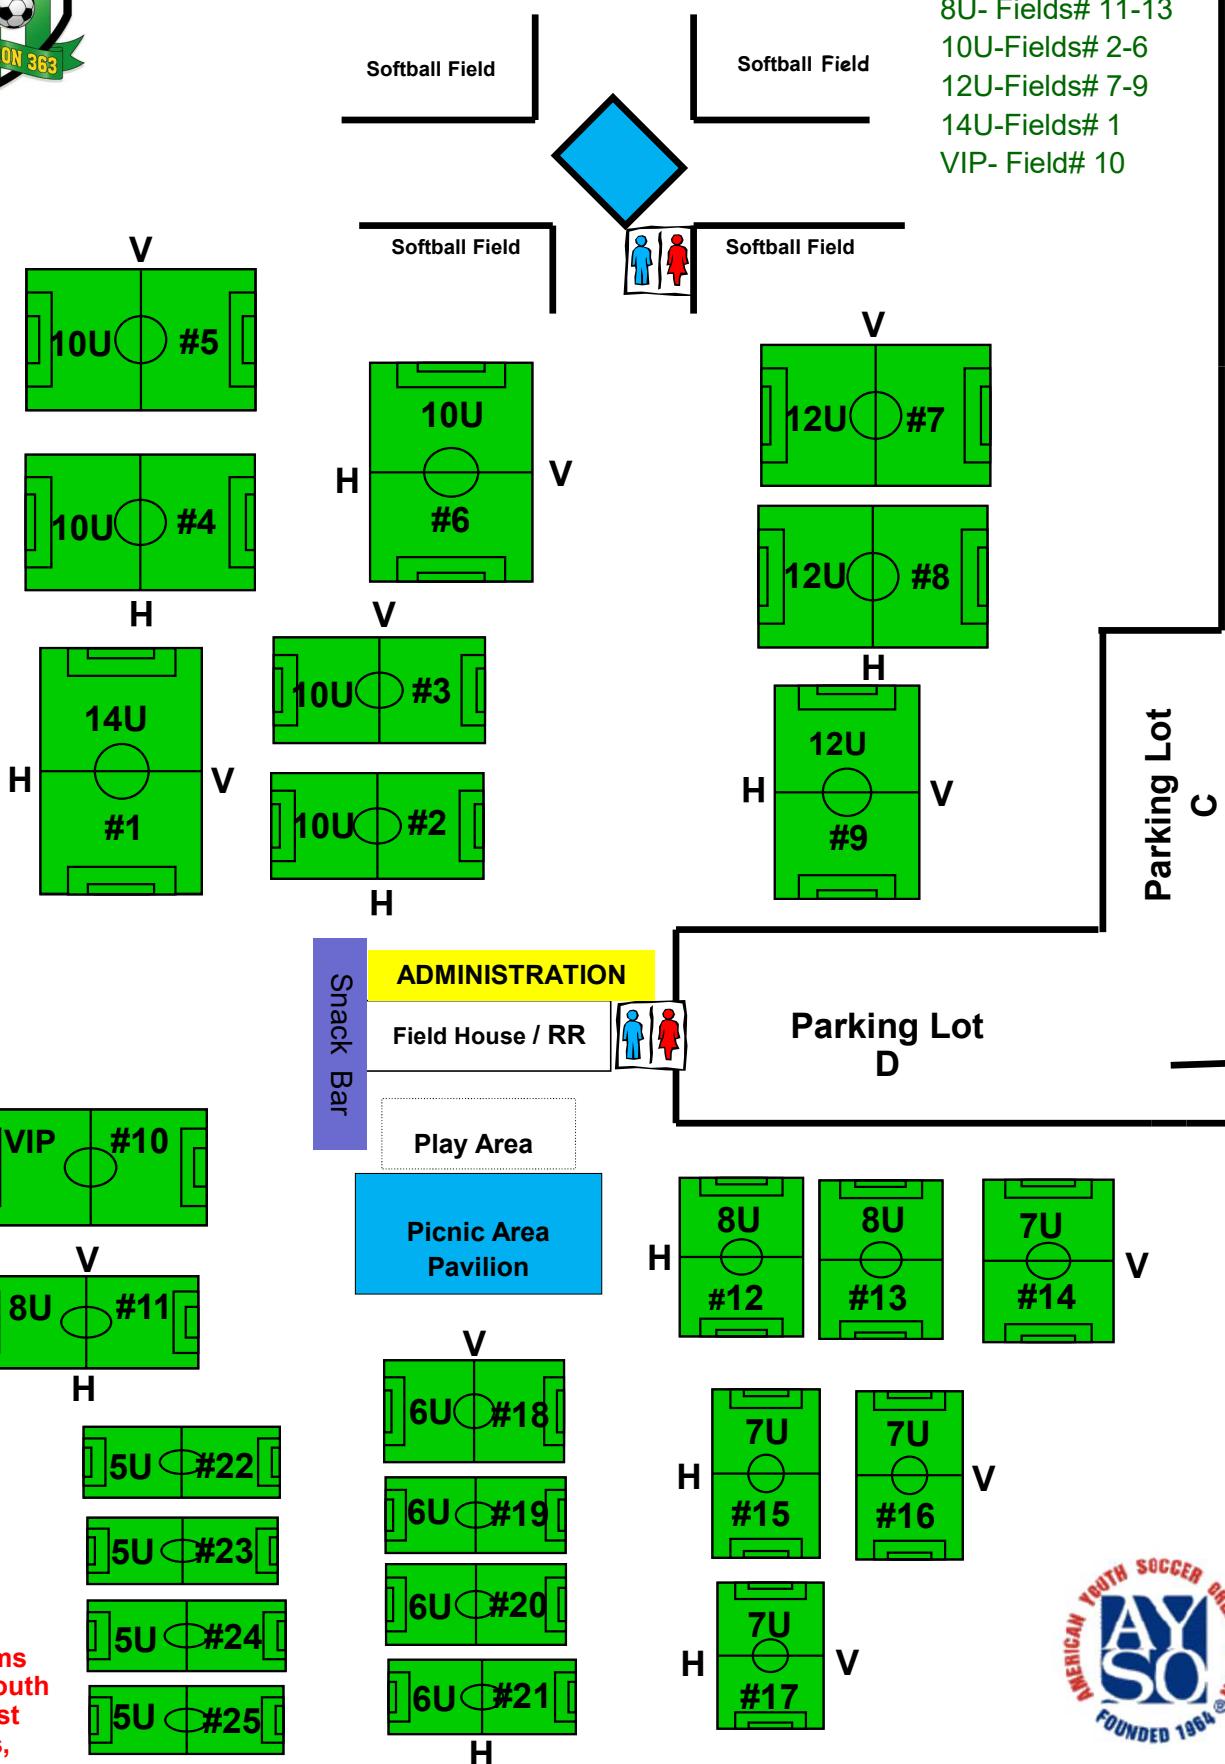 ON 363
8U- Fields# 11-13
10U-Fields# 2-6
12U-Fields# 7-9
14U-Fields# 1
VIP- Field# 10
Softball Field
Softball Field
Softball Field
Softball Field
V
10U #5
10U #4
H
10U
H
V
#6
V
12U #7
12U #8
H
14U
H
V
#1
V
10U #3
10U #2
H
12U
H
V
#9
Parking Lot
C
Snack Bar
ADMINISTRATION
Field House / RR
Parking Lot
D
Play Area
Picnic Area
Pavilion
VIP #10
V
8U #11
H
8U
H
#12
8U
#13
7U
V
#14
V
6U #18
6U #19
6U #20
6U #21
H
7U
H
#15
7U
V
#16
7U
H
V
#17
5U #22
5U #23
5U #24
5U #25
AMERICAN YOUTH SOCCER
AY
SO
®
FOUNDED 1964